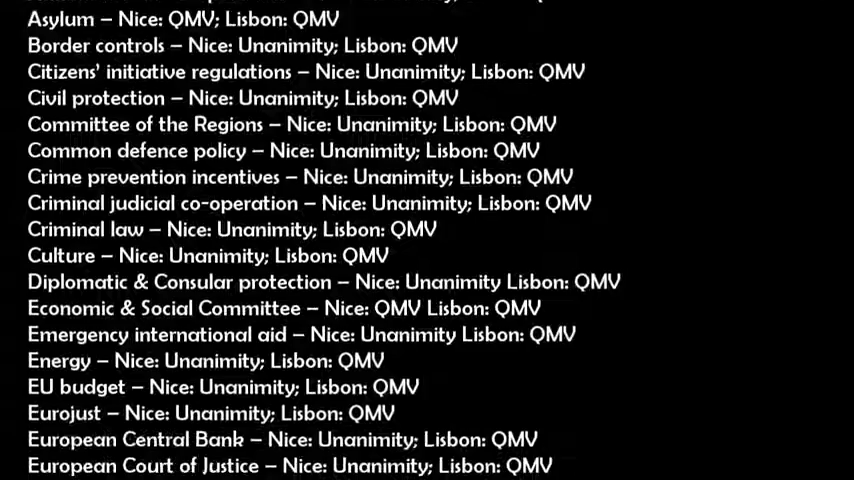 Asylum – Nice: QMV; Lisbon: QMV
Border controls – Nice: Unanimity; Lisbon: QMV
Citizens' initiative regulations – Nice: Unanimity; Lisbon: QMV
Civil protection – Nice: Unanimity; Lisbon: QMV
Committee of the Regions – Nice: Unanimity; Lisbon: QMV
Common defence policy – Nice: Unanimity; Lisbon: QMV
Crime prevention incentives – Nice: Unanimity; Lisbon: QMV
Criminal judicial co-operation – Nice: Unanimity; Lisbon: QMV
Criminal law – Nice: Unanimity; Lisbon: QMV
Culture – Nice: Unanimity; Lisbon: QMV
Diplomatic & Consular protection – Nice: Unanimity Lisbon: QMV
Economic & Social Committee – Nice: QMV Lisbon: QMV
Emergency international aid – Nice: Unanimity Lisbon: QMV
Energy – Nice: Unanimity; Lisbon: QMV
EU budget – Nice: Unanimity; Lisbon: QMV
Eurojust – Nice: Unanimity; Lisbon: QMV
European Central Bank – Nice: Unanimity; Lisbon: QMV
European Court of Justice – Nice: Unanimity; Lisbon: QMV